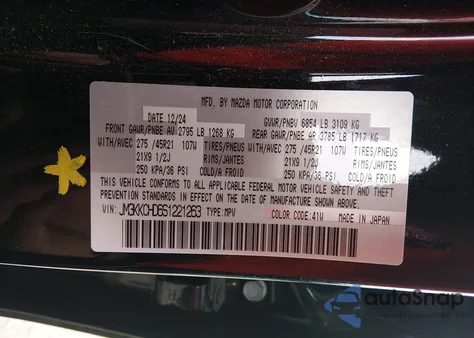 MFD. BY MAZDA MOTOR CORPORATION
DATE 12/24 GVWR/PNBV 6854 LB 3109 KG
FRONT GAWR/PNBE AV 2795 LB 1268 KG REAR GAWR/PNBE AR 3785 LB 1717 KG
WITH/AVEC 275 /45R21 107W TIRES/PNEUS WITH/AVEC 275 /45R21 107W TIRES/PNEUS
21X9 1/2J RIMS/JANTES 21X9 1/2J RIMS/JANTES
250 KPA/36 PSI COLD/A FROID 250 KPA/36 PSI COLD/A FROID
THIS VEHICLE CONFORMS TO ALL APPLICABLE FEDERAL MOTOR VEHICLE SAFETY AND THEFT
PREVENTION STANDARDS IN EFFECT ON THE DATE OF MANUFACTURE SHOWN ABOVE.
VIN: JM3KKCHD6S1221263 TYPE:MPV COLOR CODE:41W MADE IN JAPAN
autoSnap